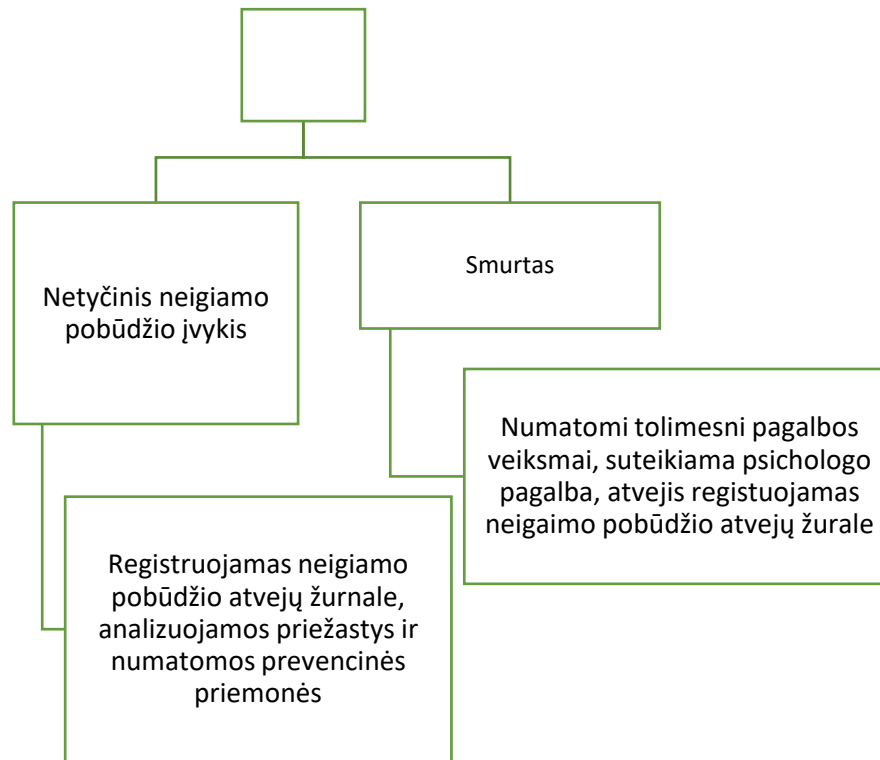 Netyčinis neigiamo
pobūdžio įvykis
Smurtas
Numatomi tolimesni pagalbos
veiksmai, suteikiama psichologo
pagalba, atvejis registuojamas
neigaimo pobūdžio atvejų žurale
Registruojamas neigiamo
pobūdžio atvejų žurnale,
analizuojamos priežastys ir
numatomos prevencinės
priemonės